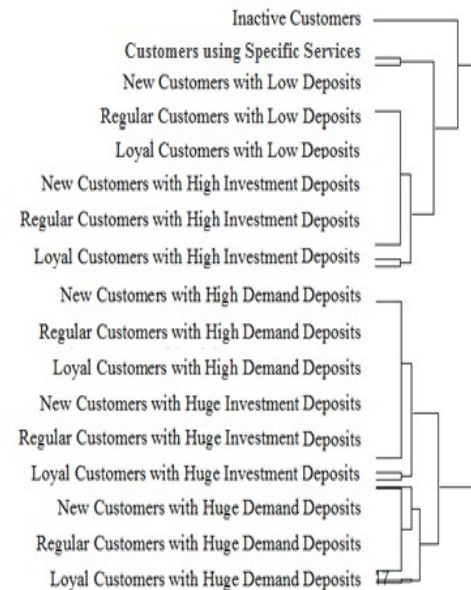 Inactive Customers
Customers using Specific Services
New Customers with Low Deposits
Regular Customers with Low Deposits
Loyal Customers with Low Deposits
New Customers with High Investment Deposits
Regular Customers with High Investment Deposits
Loyal Customers with High Investment Deposits
New Customers with High Demand Deposits
Regular Customers with High Demand Deposits
Loyal Customers with High Demand Deposits
New Customers with Huge Investment Deposits
Regular Customers with Huge Investment Deposits
Loyal Customers with Huge Investment Deposits
New Customers with Huge Demand Deposits
Regular Customers with Huge Demand Deposits
Loyal Customers with Huge Demand Deposits 17